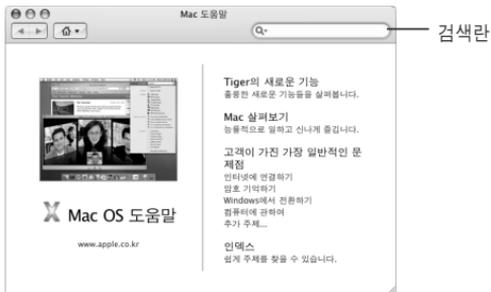 Mac 도움말
검색란
Tiger의 새로운 기능
훌륭한 새로운 기능들을 살펴봅니다.
Mac 살펴보기
능률적으로 일하고 신나게 즐깁니다.
고객이 가진 가장 일반적인 문
제점
인터넷에 연결하기
암호 기억하기
Windows에서 전환하기
컴퓨터에 관하여
추가 주제...
인덱스
쉽게 주제를 찾을 수 있습니다.
Mac OS 도움말
www.apple.co.kr